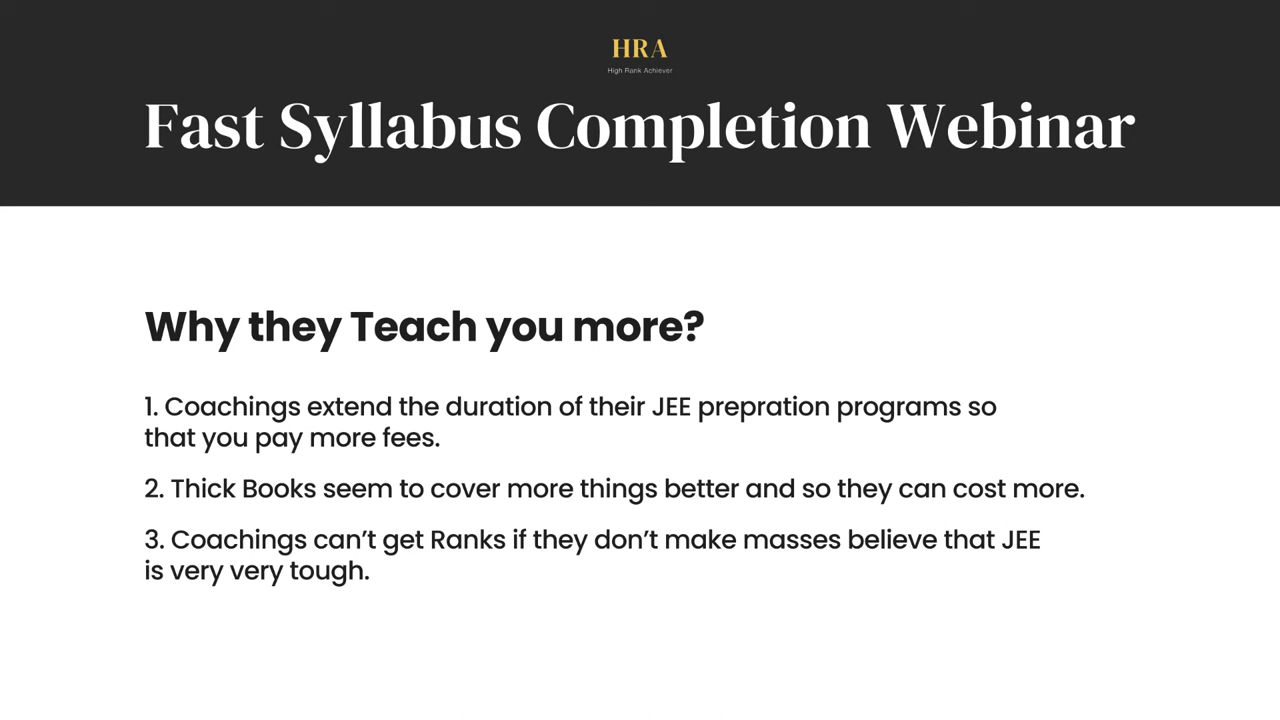 HRA
High Rank Achiever
Fast Syllabus Completion Webinar
Why they Teach you more?
1. Coachings extend the duration of their JEE prepration programs so
that you pay more fees.
2. Thick Books seem to cover more things better and so they can cost more.
3. Coachings can’t get Ranks if they don’t make masses believe that JEE
is very very tough.